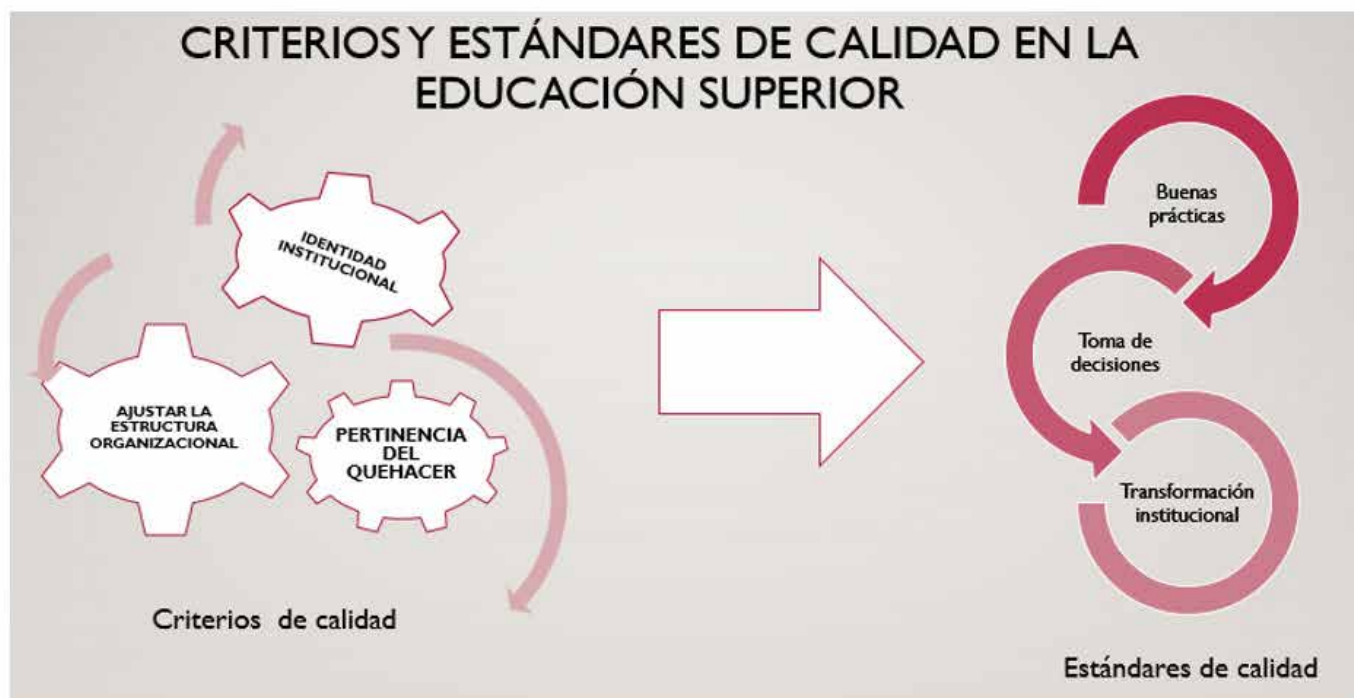 CRITERIOS Y ESTÁNDARES DE CALIDAD EN LA
EDUCACIÓN SUPERIOR
IDENTIDAD
INSTITUCIONAL
AJUSTAR LA
ESTRUCTURA
ORGANIZACIONAL
PERTINENCIA
DEL
QUEHACER
Criterios de calidad
Buenas
prácticas
Toma de
decisiones
Transformación
institucional
Estándares de calidad